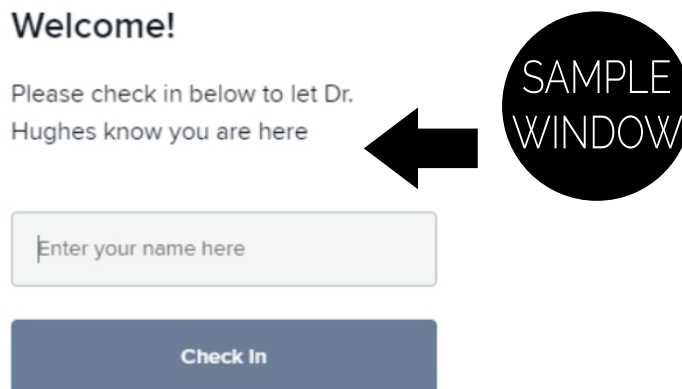 Welcome!
Please check in below to let Dr.
Hughes know you are here
SAMPLE
WINDOW
Enter your name here
Check In